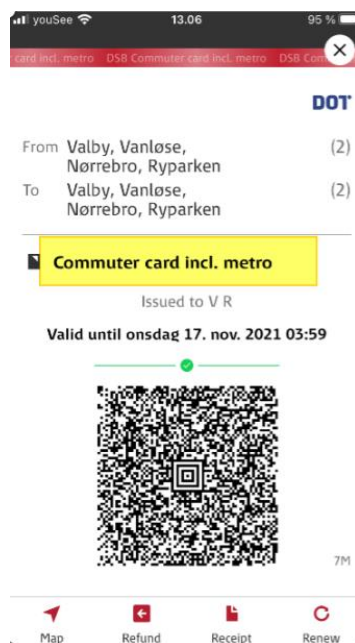 youSee 13.06 95 %
card incl. metro DSB Commuter card incl. metro DSB Com
DOT
From Valby, Vanløse, (2)
Nørrebro, Ryparken
To Valby, Vanløse, (2)
Nørrebro, Ryparken
Commuter card incl. metro
Issued to V R
Valid until onsdag 17. nov. 2021 03:59
7M
Map Refund Receipt Renew